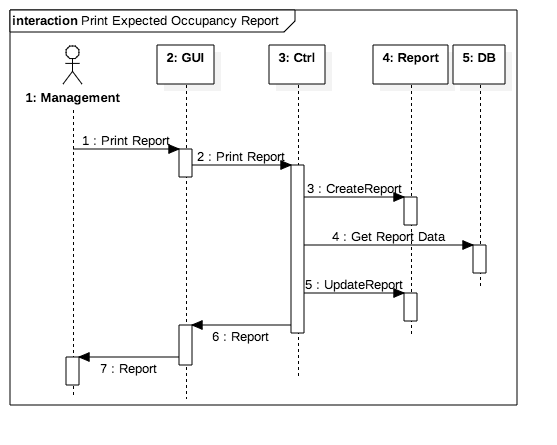 interaction Print Expected Occupancy Report
2: GUI
3: Ctrl
4: Report
5: DB
1: Management
1 : Print Report
2 : Print Report
3 : CreateReport
4 : Get Report Data
5 : UpdateReport
6 : Report
7 : Report